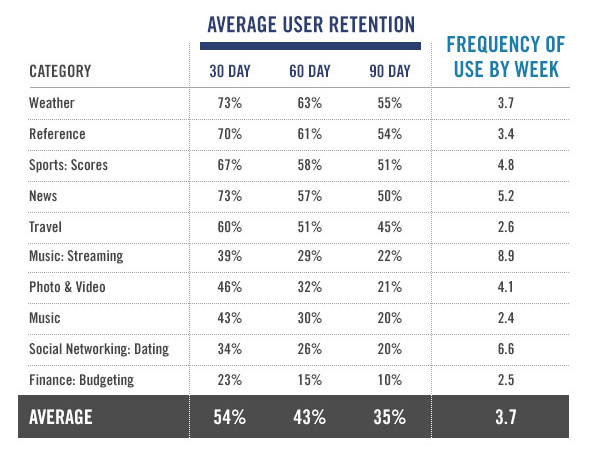 AVERAGE USER RETENTION
FREQUENCY OF
USE BY WEEK
CATEGORY 30 DAY 60 DAY 90 DAY
Weather 73% 63% 55% 3.7
Reference 70% 61% 54% 3.4
Sports: Scores 67% 58% 51% 4.8
News 73% 57% 50% 5.2
Travel 60% 51% 45% 2.6
Music: Streaming 39% 29% 22% 8.9
Photo & Video 46% 32% 21% 4.1
Music 43% 30% 20% 2.4
Social Networking: Dating 34% 26% 20% 6.6
Finance: Budgeting 23% 15% 10% 2.5
AVERAGE 54% 43% 35% 3.7